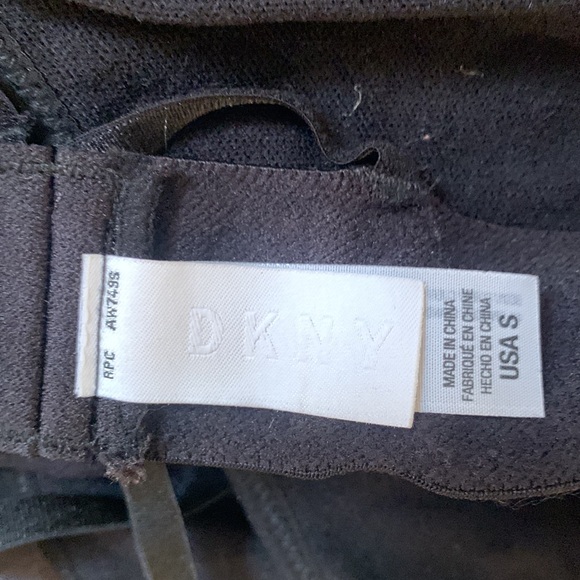 RPC AW749S
DKNY
MADE IN CHINA
FABRIQUÉ EN CHINE
HECHO EN CHINA
USA S